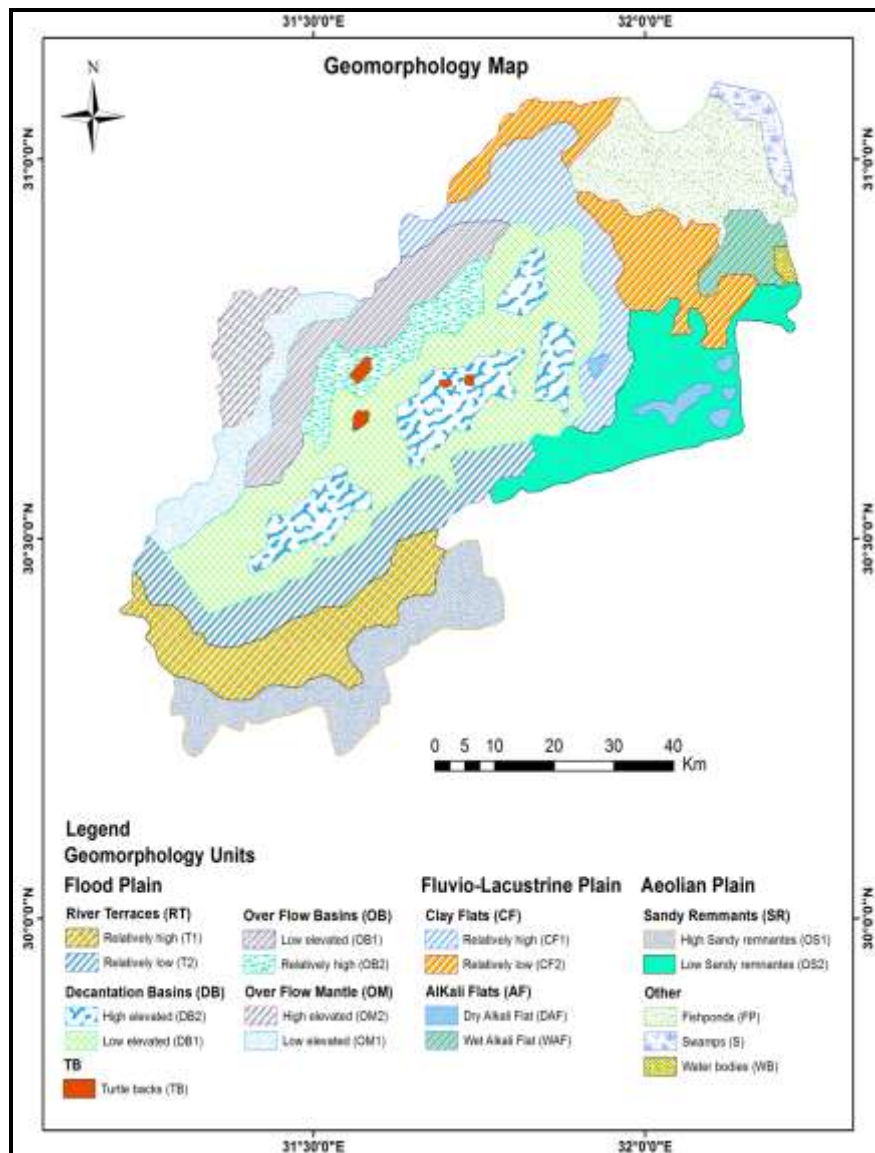 31°30'0"E 32°0'0"E
Geomorphology Map
N
31°0'0"N 31°0'0"N
30°30'0"N 30°30'0"N
0 5 10 20 30 40
Km
Legend
Geomorphology Units
Flood Plain
River Terraces (RT)
Relatively high (T1)
Relatively low (T2)
Decantation Basins (DB)
High elevated (DB2)
Low elevated (DB1)
TB
Turtle backs (TB)
Over Flow Basins (OB)
Low elevated (OB1)
Relatively high (OB2)
Over Flow Mantle (OM)
High elevated (OM2)
Low elevated (OM1)
Fluvio-Lacustrine Plain
Clay Flats (CF)
Relatively high (CF1)
Relatively low (CF2)
AlKali Flats (AF)
Dry Alkali Flat (DAF)
Wet Alkali Flat (WAF)
Aeolian Plain
Sandy Remmants (SR)
High Sandy remnantes (OS1)
Low Sandy remnantes (OS2)
Other
Fishponds (FP)
Swamps (S)
Water bodies (WB)
30°0'0"N 30°0'0"N
31°30'0"E 32°0'0"E